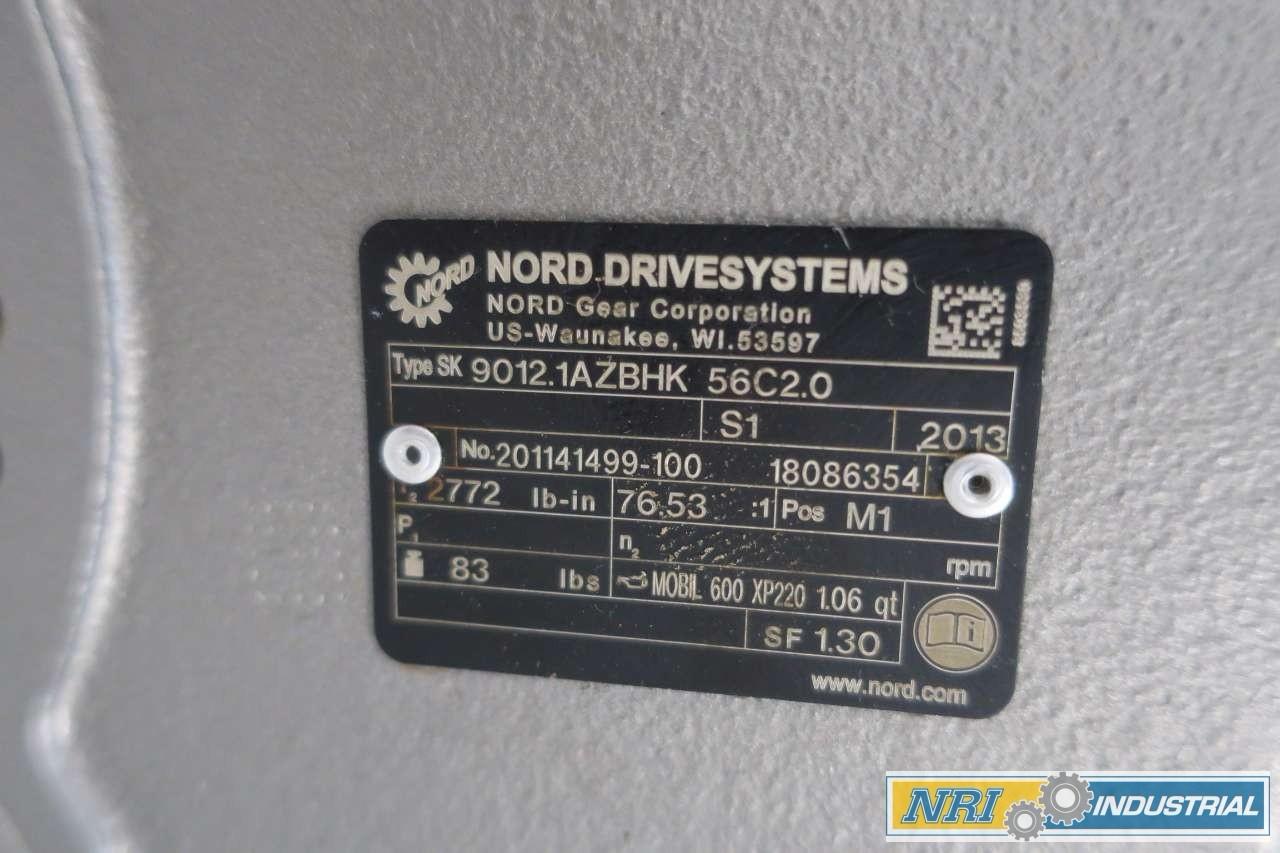 NORD
NORD DRIVESYSTEMS
NORD Gear Corporation
US-Waunakee, WI.53597
Type SK 9012.1AZBHK 56C2.0
S1 2013
No.201141499-100 18086354
2772 lb-in 76.53 :1 Pos M1
P1 n2 rpm
83 lbs MOBIL 600 XP220 1.06 qt
SF 1.30
www.nord.com
NRI INDUSTRIAL